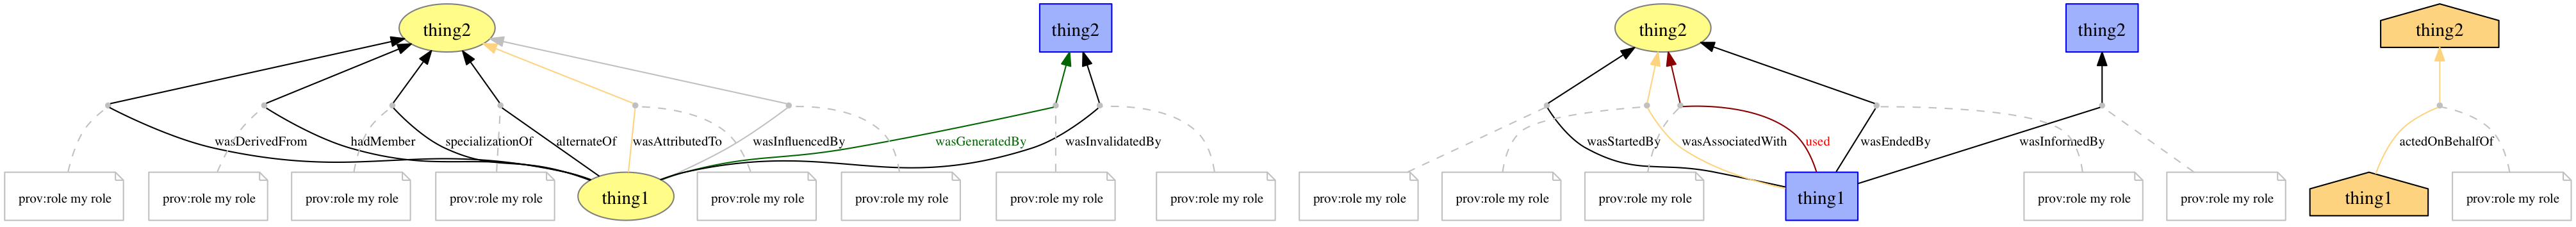 thing2
thing2
thing2
thing2
thing2
wasDerivedFrom
hadMember
specializationOf
alternateOf
wasAttributedTo
wasInfluencedBy
wasGeneratedBy
wasInvalidatedBy
wasStartedBy
wasAssociatedWith
used
wasEndedBy
wasInformedBy
actedOnBehalfOf
prov:role my role
prov:role my role
prov:role my role
prov:role my role
thing1
prov:role my role
prov:role my role
prov:role my role
prov:role my role
prov:role my role
prov:role my role
prov:role my role
thing1
prov:role my role
prov:role my role
thing1
prov:role my role